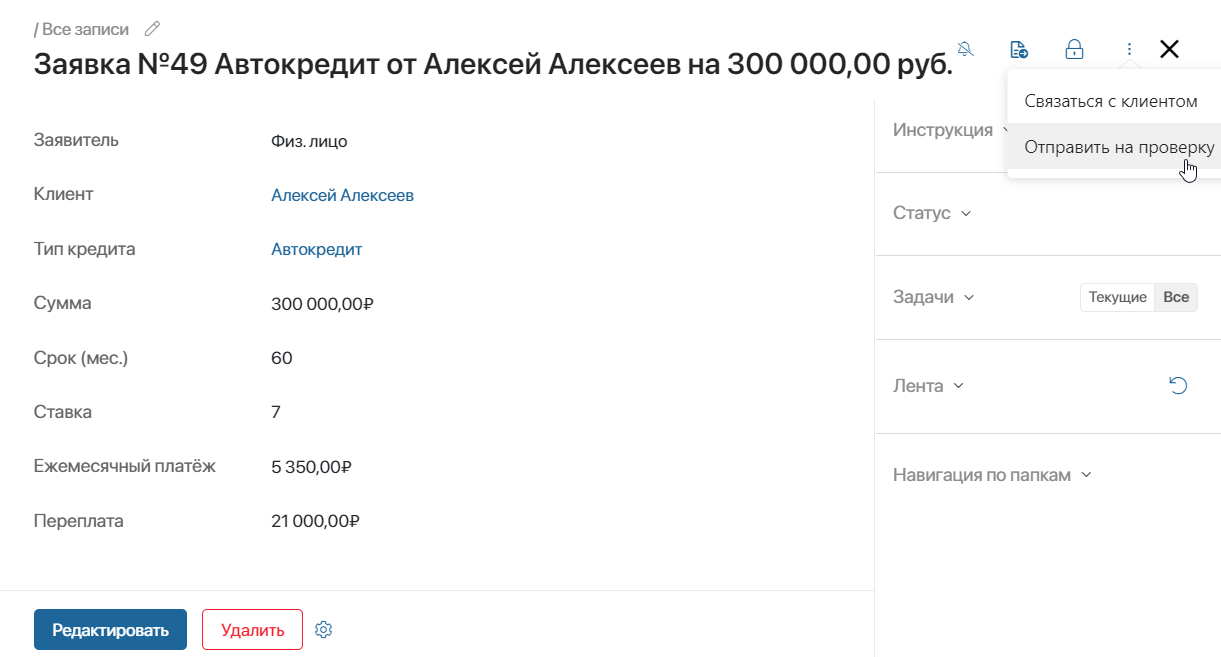 / Все записи
Заявка №49 Автокредит от Алексей Алексеев на 300 000,00 руб.
Связаться с клиентом
Отправить на проверку
Заявитель Физ. лицо
Клиент Алексей Алексеев
Тип кредита Автокредит
Сумма 300 000,00₽
Срок (мес.) 60
Ставка 7
Ежемесячный платёж 5 350,00₽
Переплата 21 000,00₽
Инструкция
Статус
Задачи Текущие Все
Лента
Навигация по папкам
Редактировать Удалить